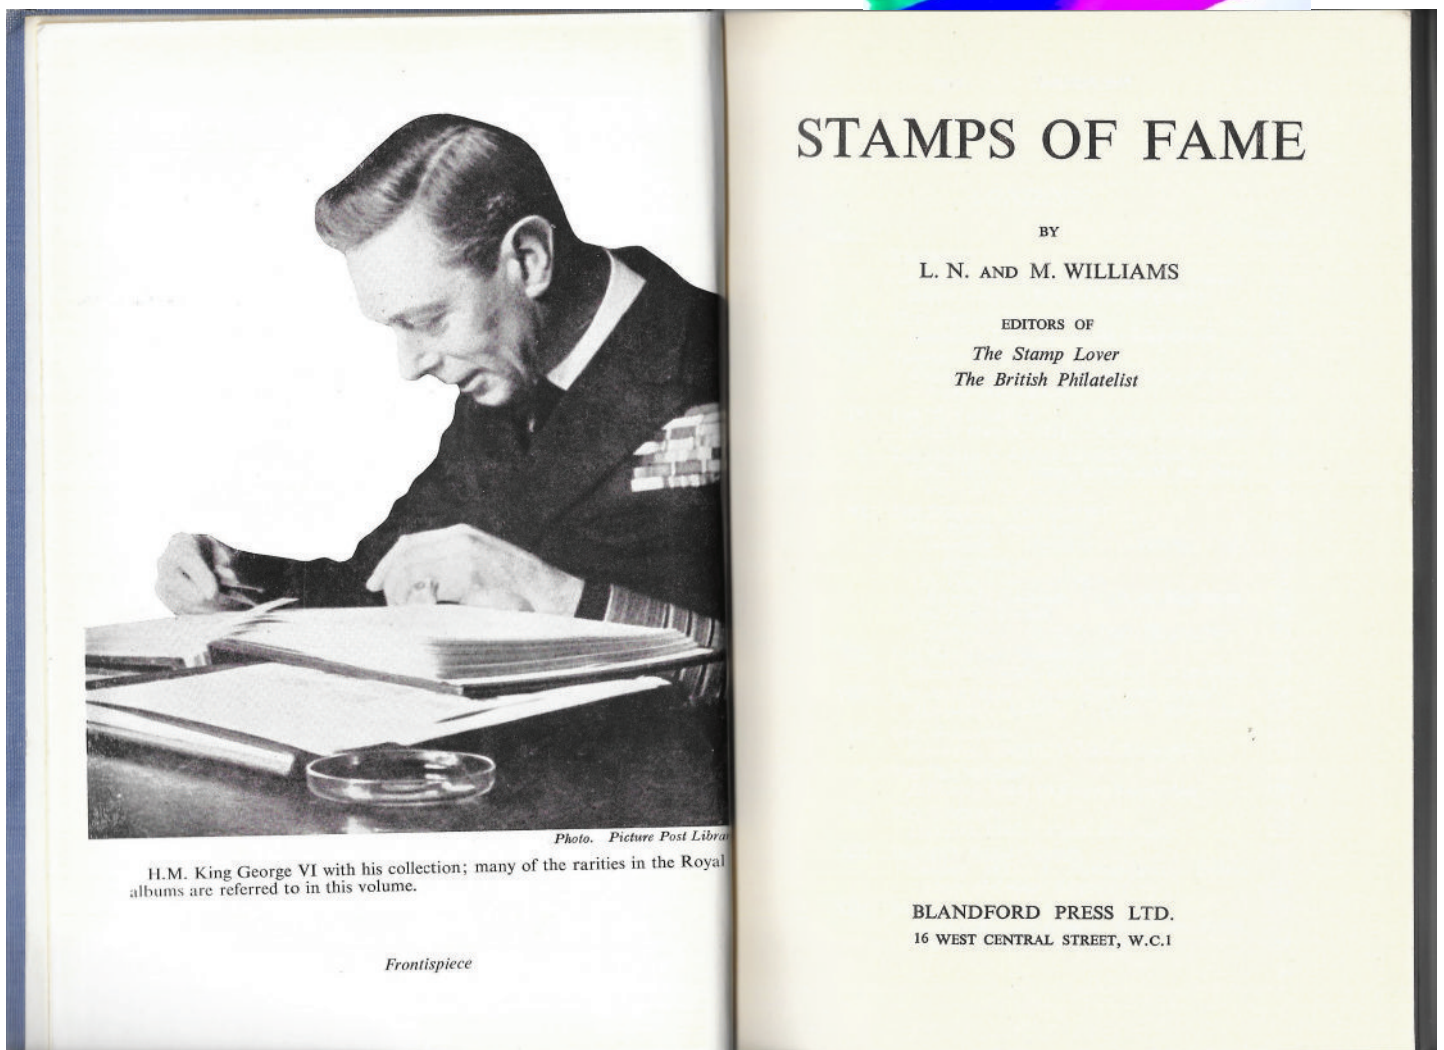 Photo. Picture Post
H.M. King George VI with his collection; many of the rarities in the Royal
albums are referred to in this volume.
Frontispiece
STAMPS OF FAME
BY
L. N. AND M. WILLIAMS
EDITORS OF
The Stamp Lover
The British Philatelist
BLANDFORD PRESS LTD.
16 WEST CENTRAL STREET, W.C.1